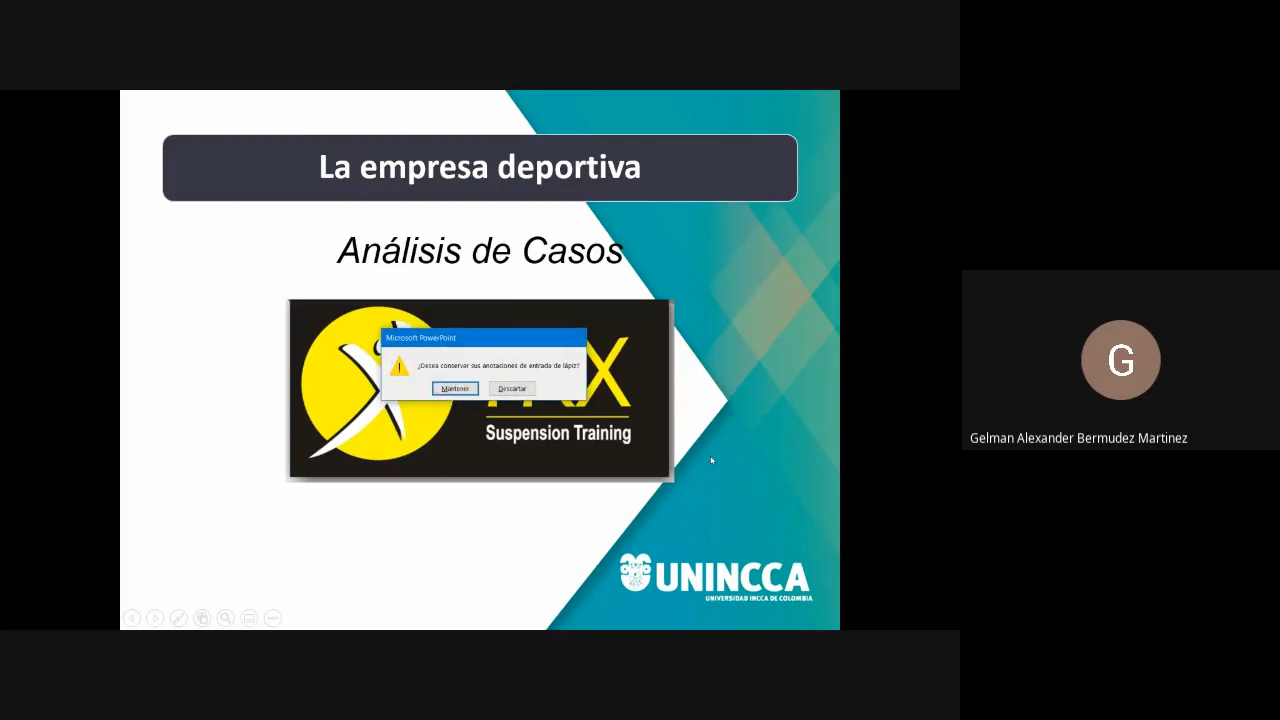 La empresa deportiva
Análisis de Casos
Microsoft PowerPoint
¿Desea conservar sus anotaciones de entrada de lápiz?
Mantener
Descartar
Suspension Training
G
Gelman Alexander Bermudez Martinez
UNINCCA
UNIVERSIDAD INCCA DE COLOMBIA